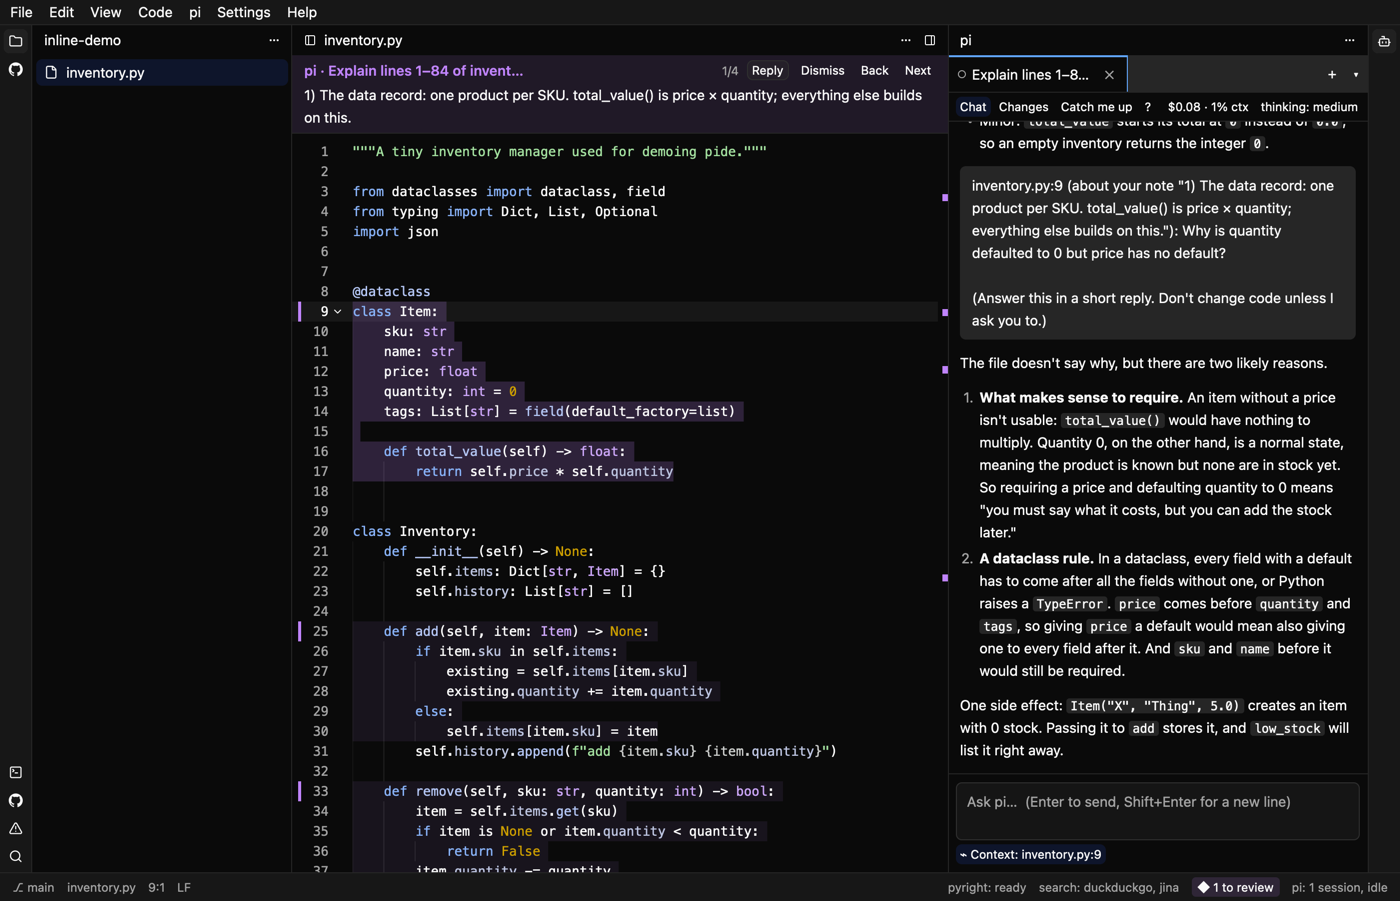 File Edit View Code pi Settings Help
inline-demo ···
inventory.py
inventory.py ···
pi · Explain lines 1–84 of invent... 1/4 Reply Dismiss Back Next
1) The data record: one product per SKU. total_value() is price × quantity; everything else builds
on this.
1 """A tiny inventory manager used for demoing pide."""
2
3 from dataclasses import dataclass, field
4 from typing import Dict, List, Optional
5 import json
6
7
8 @dataclass
9 class Item:
10 sku: str
11 name: str
12 price: float
13 quantity: int = 0
14 tags: List[str] = field(default_factory=list)
15
16 def total_value(self) -> float:
17 return self.price * self.quantity
18
19
20 class Inventory:
21 def __init__(self) -> None:
22 self.items: Dict[str, Item] = {}
23 self.history: List[str] = []
24
25 def add(self, item: Item) -> None:
26 if item.sku in self.items:
27 existing = self.items[item.sku]
28 existing.quantity += item.quantity
29 else:
30 self.items[item.sku] = item
31 self.history.append(f"add {item.sku} {item.quantity}")
32
33 def remove(self, sku: str, quantity: int) -> bool:
34 item = self.items.get(sku)
35 if item is None or item.quantity < quantity:
36 return False
37 item.quantity -= quantity
pi ···
Explain lines 1–8... × +
Chat Changes Catch me up ? $0.08 · 1% ctx thinking: medium
• Minor: total_value starts its total at 0 instead of 0.0,
so an empty inventory returns the integer 0.
inventory.py:9 (about your note "1) The data record: one
product per SKU. total_value() is price × quantity;
everything else builds on this."): Why is quantity
defaulted to 0 but price has no default?
(Answer this in a short reply. Don't change code unless I
ask you to.)
The file doesn't say why, but there are two likely reasons.
1. What makes sense to require. An item without a price
isn't usable: total_value() would have nothing to
multiply. Quantity 0, on the other hand, is a normal state,
meaning the product is known but none are in stock yet.
So requiring a price and defaulting quantity to 0 means
"you must say what it costs, but you can add the stock
later."
2. A dataclass rule. In a dataclass, every field with a default
has to come after all the fields without one, or Python
raises a TypeError. price comes before quantity and
tags, so giving price a default would mean also giving
one to every field after it. And sku and name before it
would still be required.
One side effect: Item("X", "Thing", 5.0) creates an item
with 0 stock. Passing it to add stores it, and low_stock will
list it right away.
Ask pi... (Enter to send, Shift+Enter for a new line)
Context: inventory.py:9
main inventory.py 9:1 LF pyright: ready search: duckduckgo, jina ◆ 1 to review pi: 1 session, idle